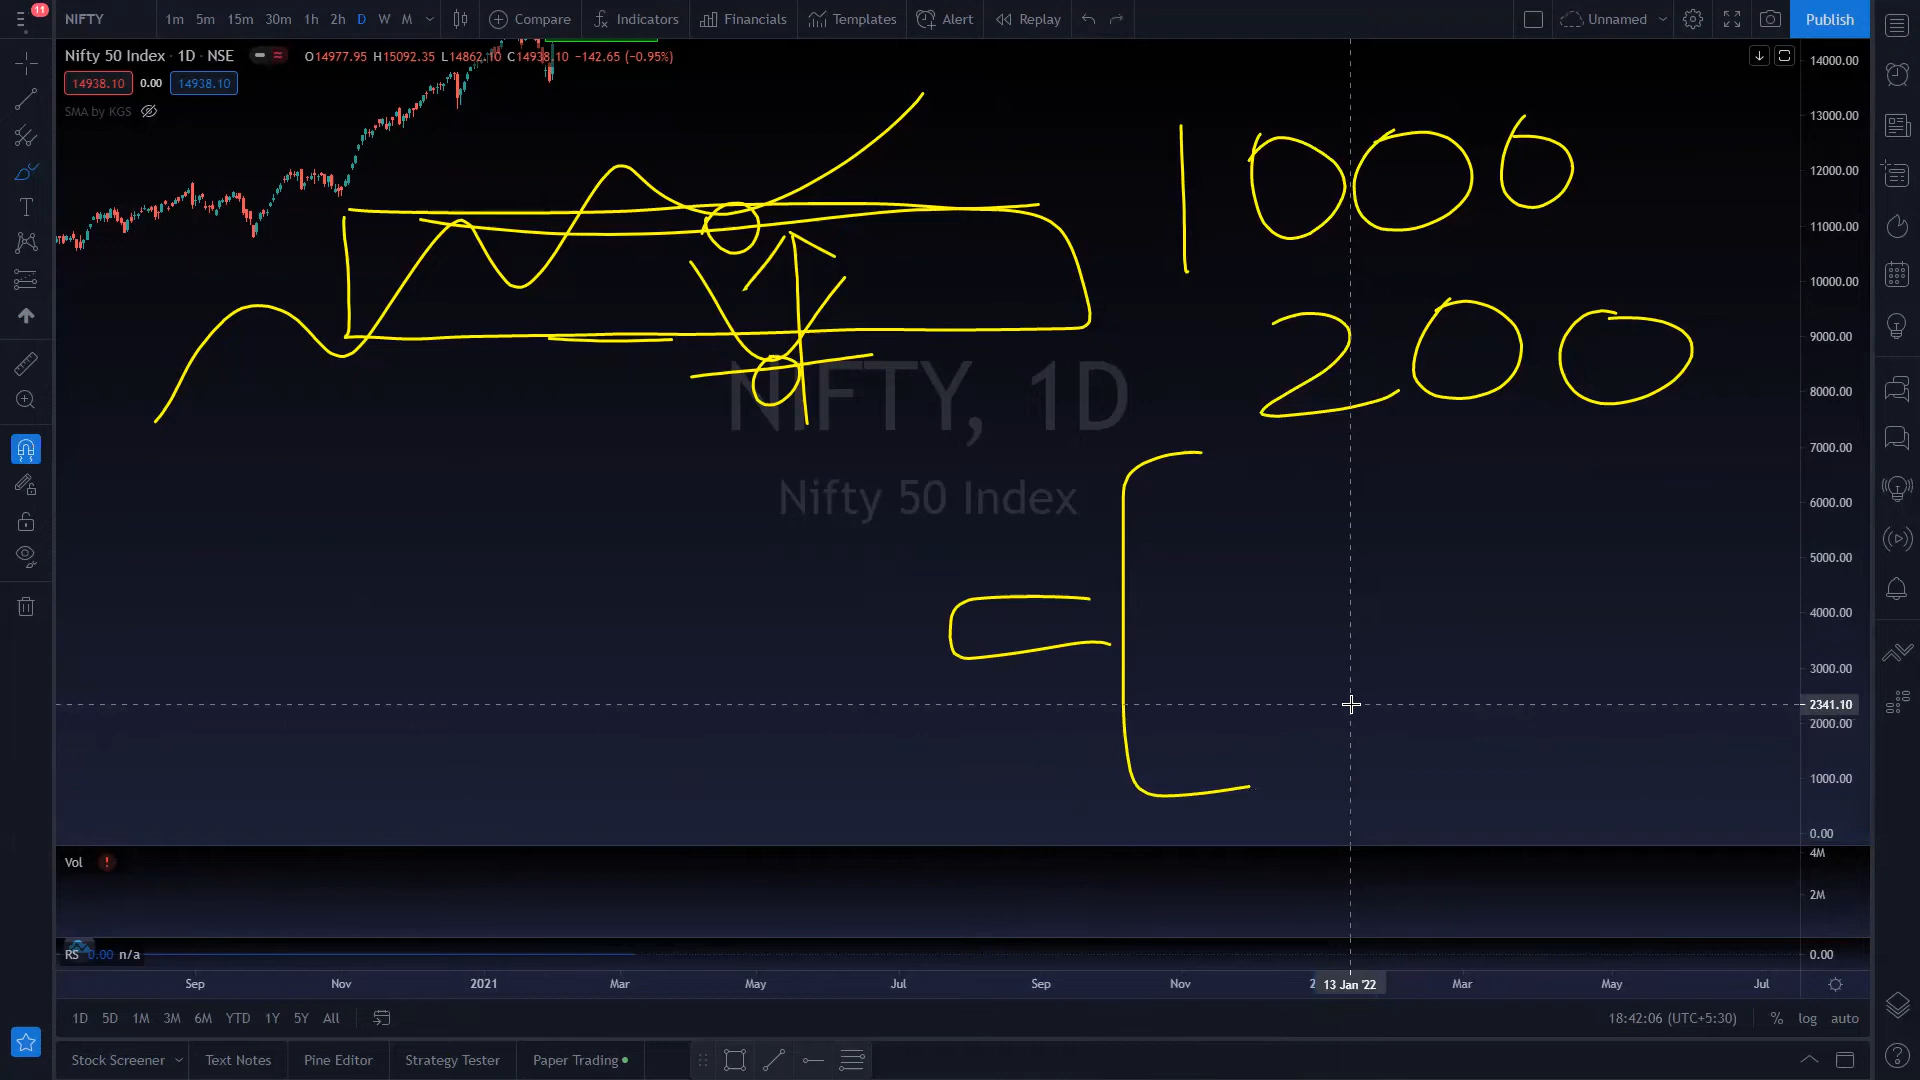 11
NIFTY 1m 5m 15m 30m 1h 2h D W M Compare Indicators Financials Templates Alert Replay Unnamed Publish
Nifty 50 Index · 1D · NSE O14977.95 H15092.35 L14862.10 C14938.10 −142.65 (−0.95%)
14938.10 0.00 14938.10
SMA by KGS
1000
200
NIFTY, 1D
Nifty 50 Index
14000.00
13000.00
12000.00
11000.00
10000.00
9000.00
8000.00
7000.00
6000.00
5000.00
4000.00
3000.00
2341.10
2000.00
1000.00
0.00
Vol !
4M
2M
RS 0.00 n/a 0.00
Sep Nov 2021 Mar May Jul Sep Nov 2 13 Jan '22 Mar May Jul
1D 5D 1M 3M 6M YTD 1Y 5Y All 18:42:06 (UTC+5:30) % log auto
Stock Screener Text Notes Pine Editor Strategy Tester Paper Trading